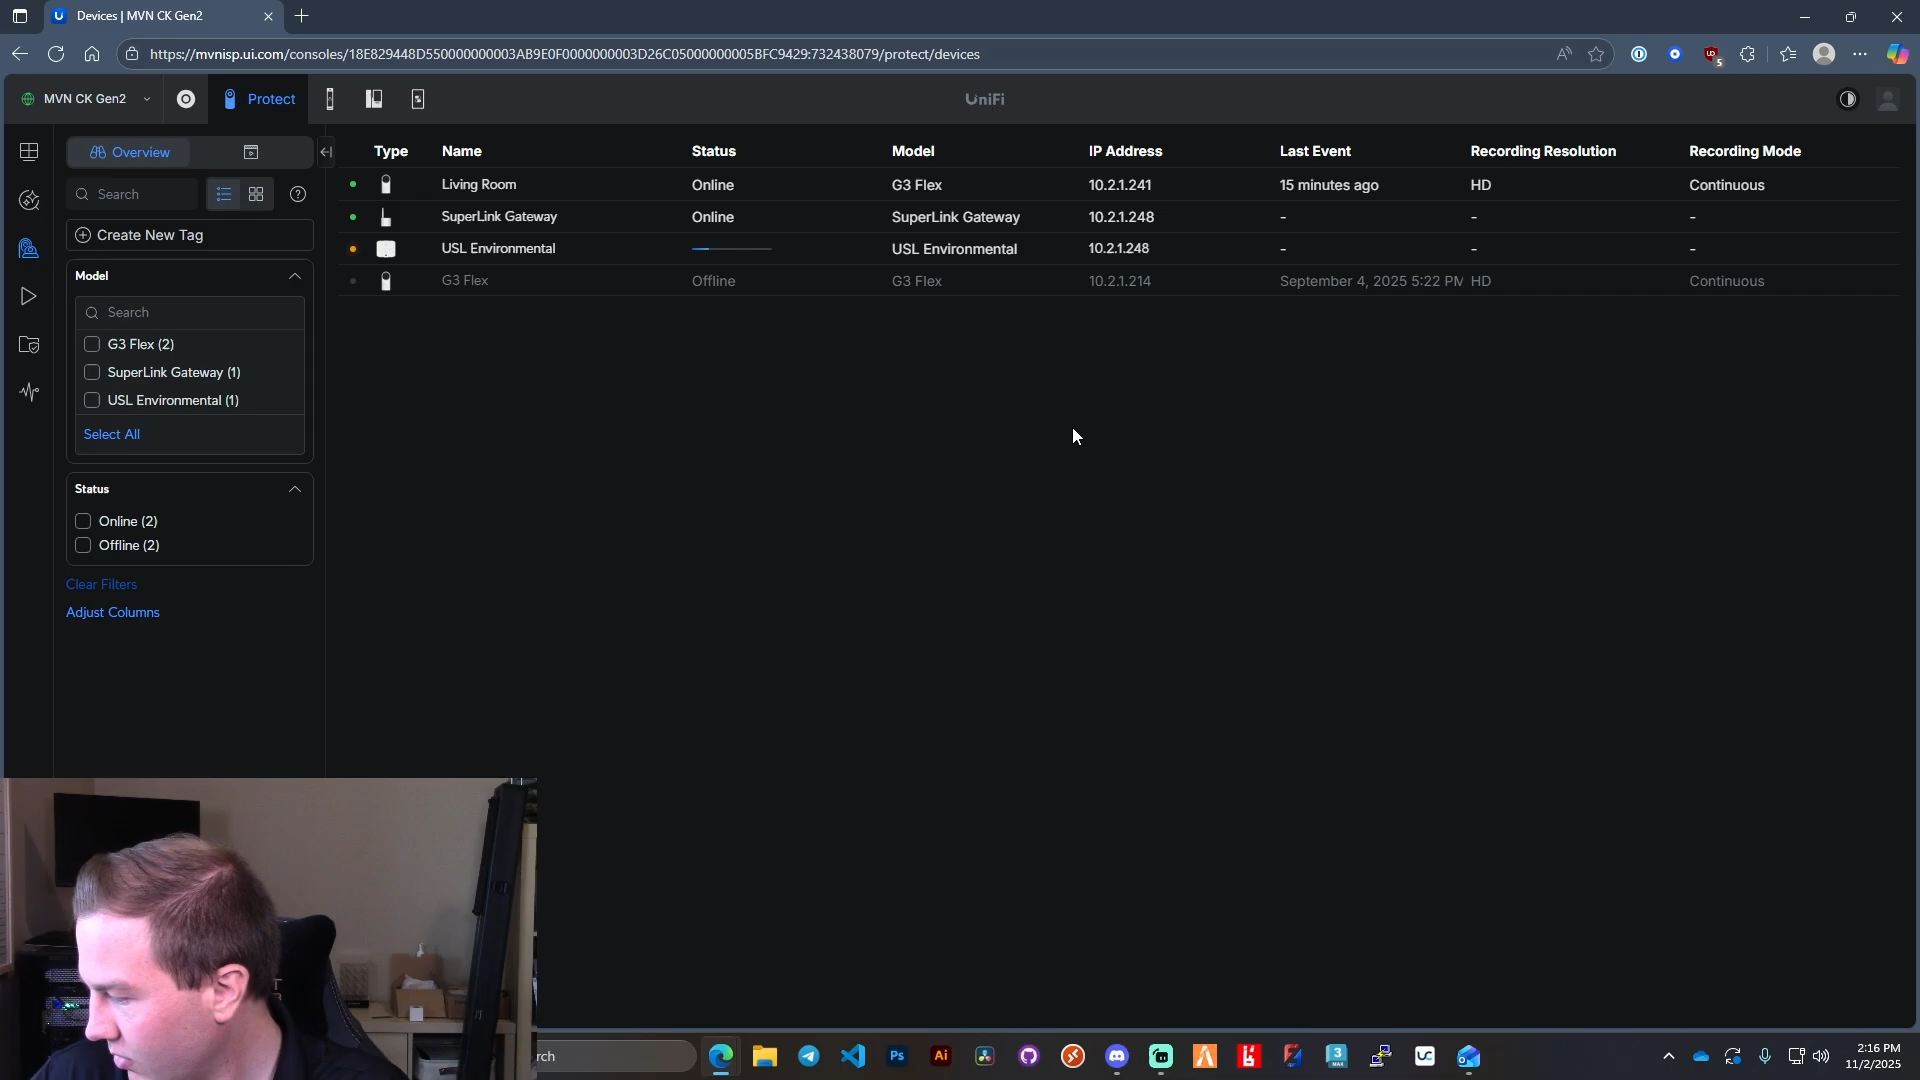 Devices | MVN CK Gen2
https://mvnisp.ui.com/consoles/18E829448D550000000003AB9E0F0000000003D26C05000000005BFC9429:732438079/protect/devices
MVN CK Gen2
Protect
UniFi
Overview
Search
Create New Tag
Model
Search
G3 Flex (2)
SuperLink Gateway (1)
USL Environmental (1)
Select All
Status
Online (2)
Offline (2)
Clear Filters
Adjust Columns
Type Name Status Model IP Address Last Event Recording Resolution Recording Mode
Living Room Online G3 Flex 10.2.1.241 15 minutes ago HD Continuous
SuperLink Gateway Online SuperLink Gateway 10.2.1.248 - - -
USL Environmental USL Environmental 10.2.1.248 - - -
G3 Flex Offline G3 Flex 10.2.1.214 September 4, 2025 5:22 PM HD Continuous
rch
Ps
Ai
3
MAX
2:16 PM
11/2/2025